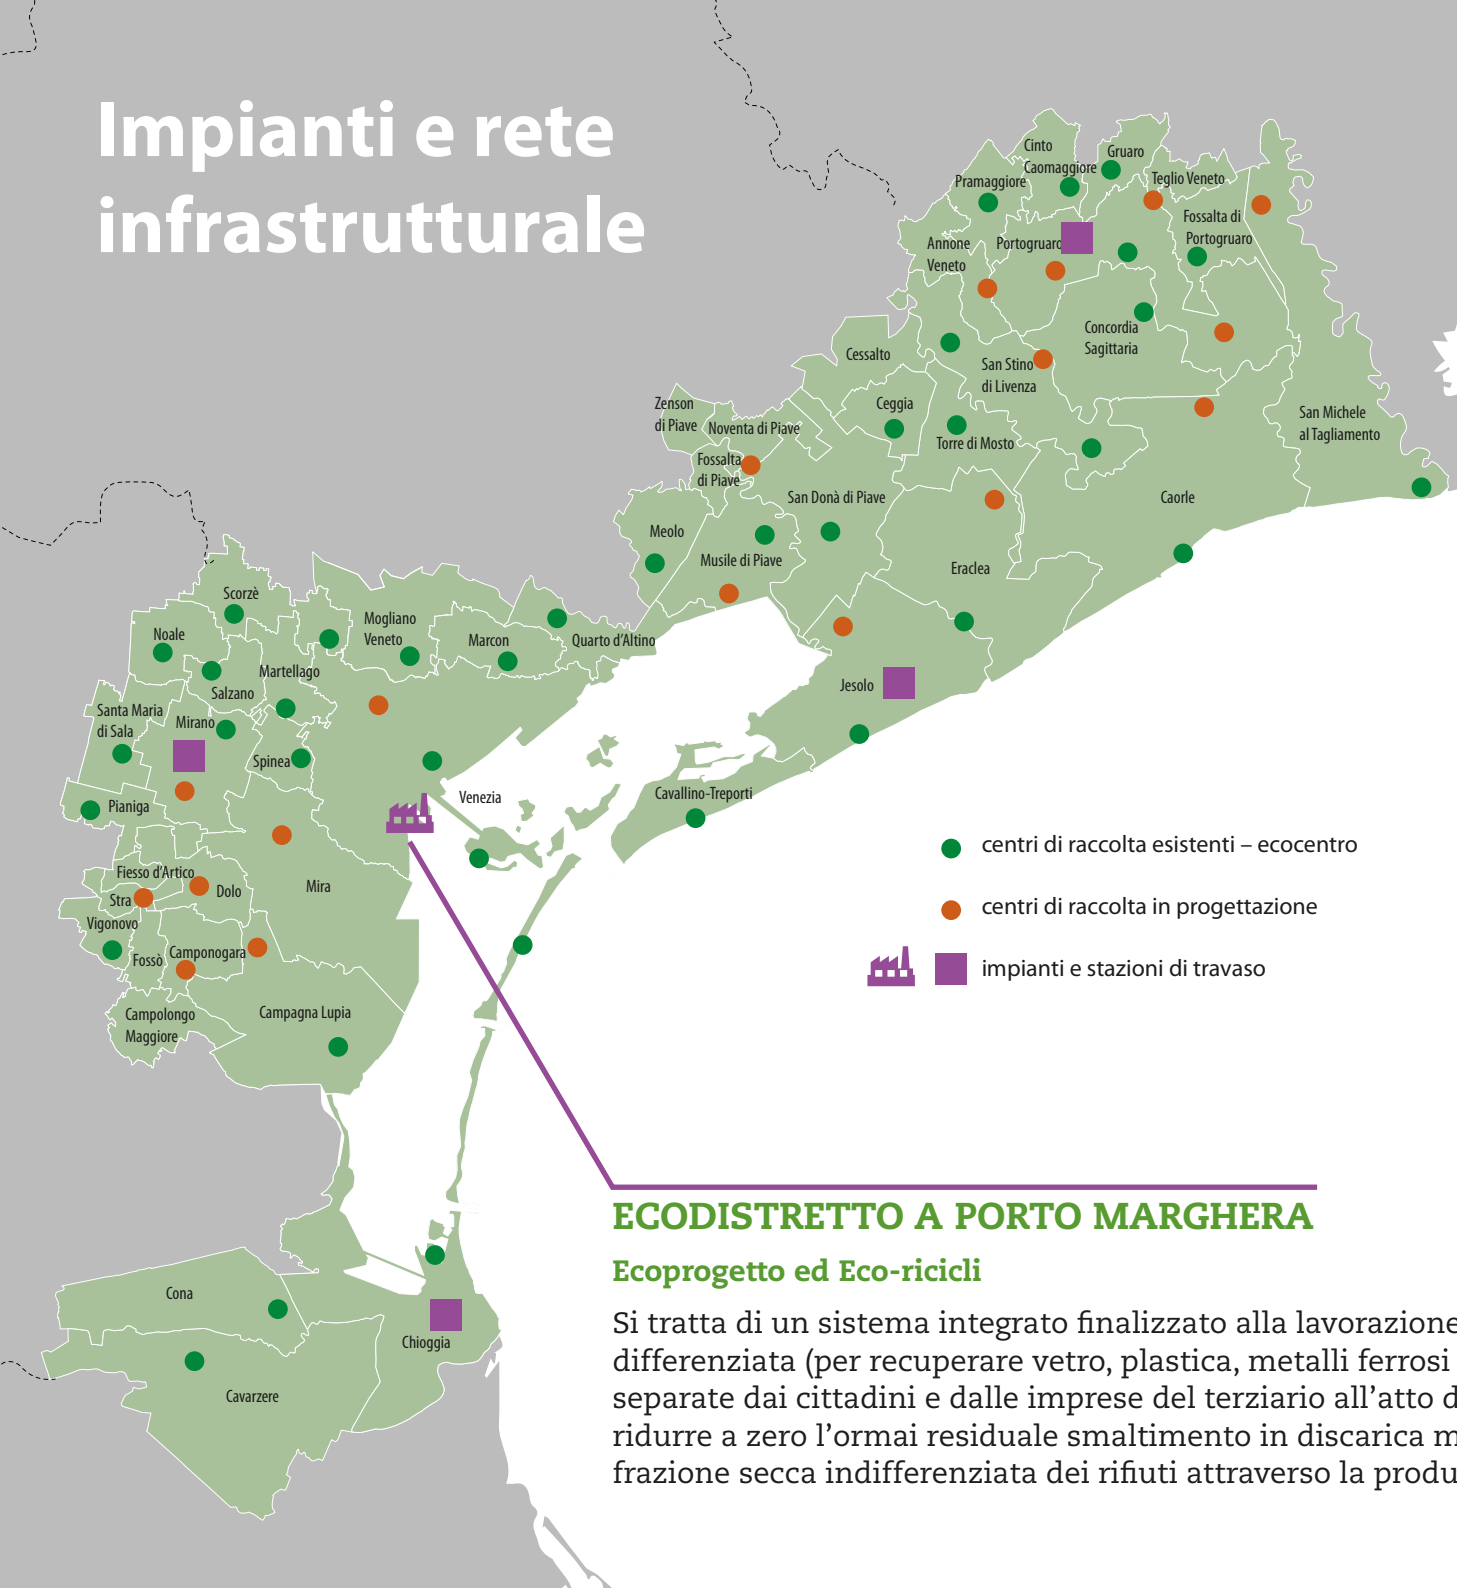 Impianti e rete
infrastrutturale
Cinto
Caomaggiore
Gruaro
Pramaggiore
Teglio Veneto
Fossalta di
Portogruaro
Annone
Veneto
Portogruaro
Concordia
Sagittaria
Cessalto
San Stino
di Livenza
Zenson
di Piave
Noventa di Piave
Ceggia
San Michele
al Tagliamento
Torre di Mosto
Fossalta
di Piave
San Donà di Piave
Caorle
Meolo
Musile di Piave
Eraclea
Scorzè
Noale
Mogliano
Veneto
Marcon
Quarto d'Altino
Martellago
Salzano
Jesolo
Santa Maria
di Sala
Mirano
Spinea
Pianiga
Venezia
Cavallino-Treporti
centri di raccolta esistenti – ecocentro
Fiesso d'Artico
Stra
Dolo
Mira
centri di raccolta in progettazione
Vigonovo
Fossò
Camponogara
impianti e stazioni di travaso
Campolongo
Maggiore
Campagna Lupia
ECODISTRETTO A PORTO MARGHERA
Ecoprogetto ed Eco-ricicli
Cona
Chioggia
Cavarzere
Si tratta di un sistema integrato finalizzato alla lavorazione
differenziata (per recuperare vetro, plastica, metalli ferrosi
separate dai cittadini e dalle imprese del terziario all'atto d
ridurre a zero l'ormai residuale smaltimento in discarica m
frazione secca indifferenziata dei rifiuti attraverso la produ